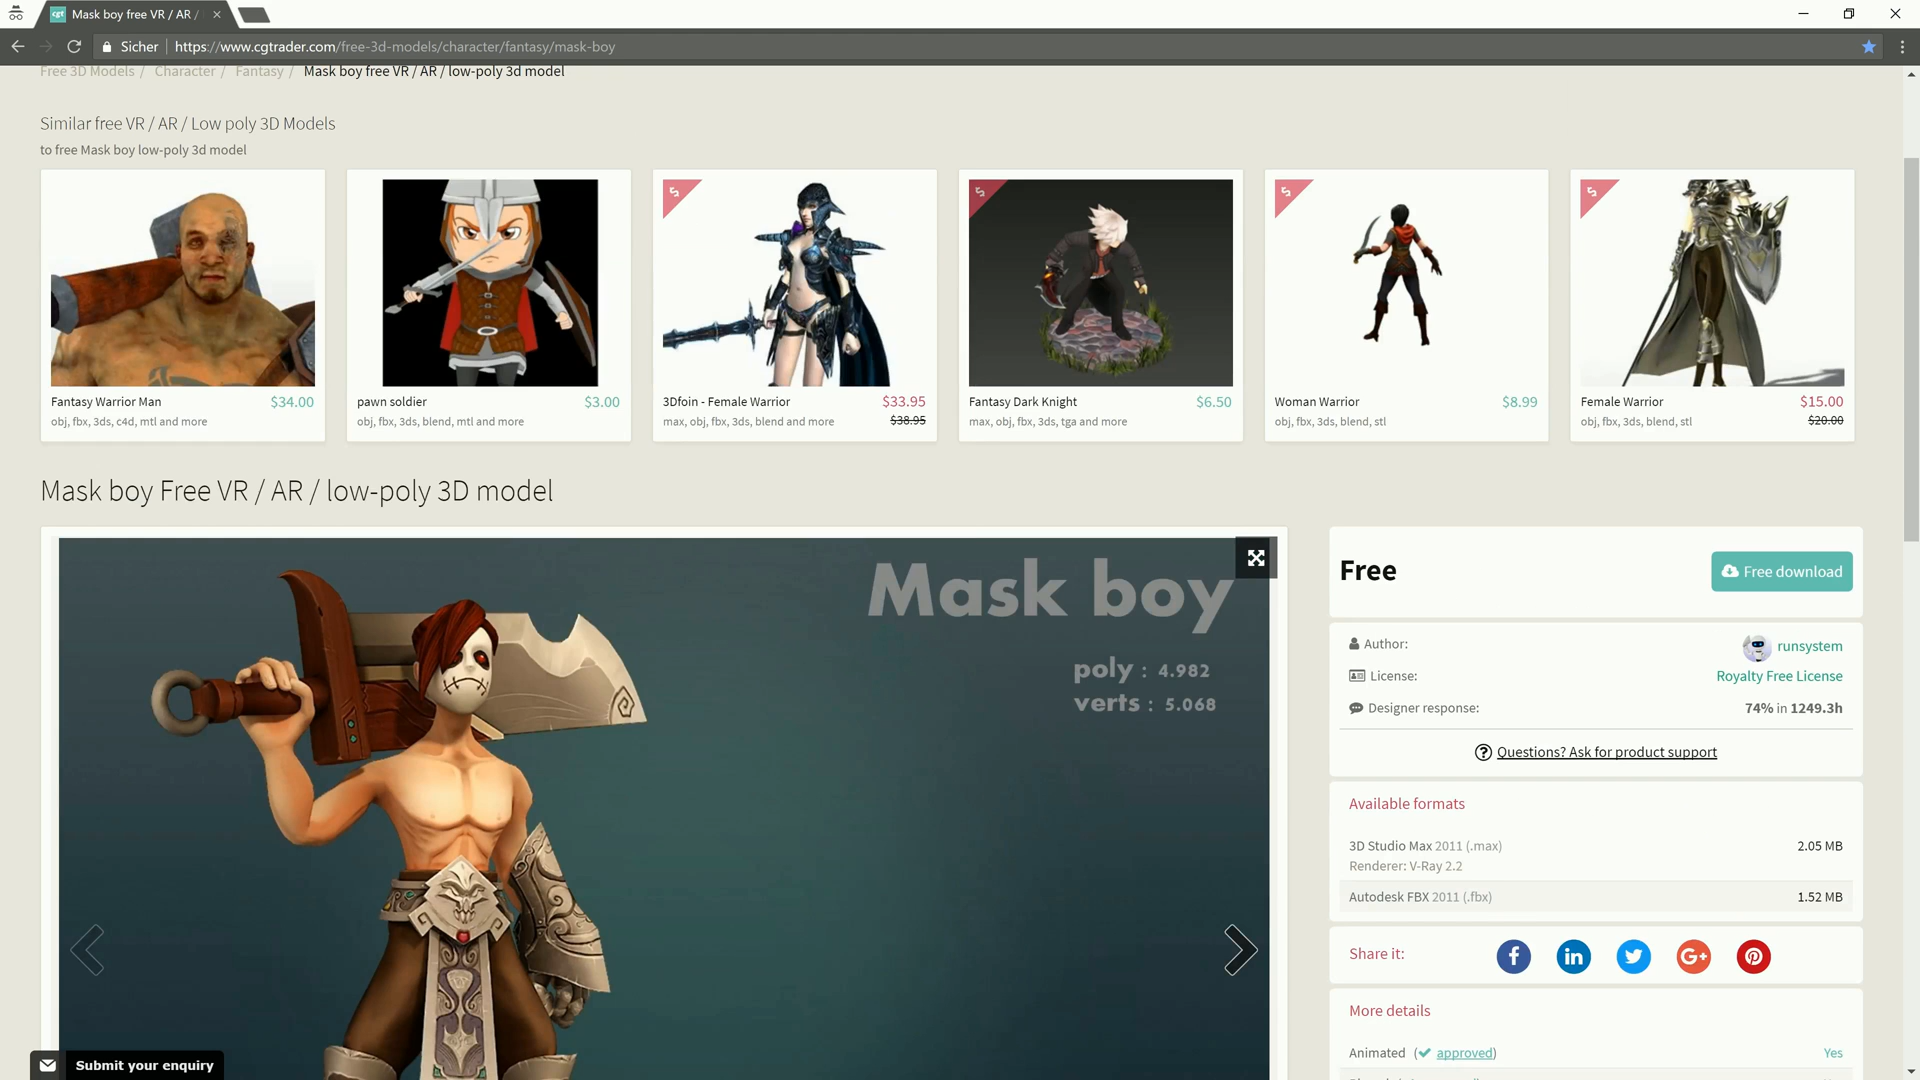 Mask boy free VR / AR /
Sicher
https://www.cgtrader.com/free-3d-models/character/fantasy/mask-boy
Free 3D Models / Character / Fantasy / Mask boy free VR / AR / low-poly 3d model
Similar free VR / AR / Low poly 3D Models
to free Mask boy low-poly 3d model
Fantasy Warrior Man $34.00
obj, fbx, 3ds, c4d, mtl and more
pawn soldier $3.00
obj, fbx, 3ds, blend, mtl and more
3Dfoin - Female Warrior $33.95
max, obj, fbx, 3ds, blend and more $38.95
Fantasy Dark Knight $6.50
max, obj, fbx, 3ds, tga and more
Woman Warrior $8.99
obj, fbx, 3ds, blend, stl
Female Warrior $15.00
obj, fbx, 3ds, blend, stl $20.00
Mask boy Free VR / AR / low-poly 3D model
Mask boy
poly : 4.982
verts : 5.068
Free
Free download
Author: runsystem
License: Royalty Free License
Designer response: 74% in 1249.3h
Questions? Ask for product support
Available formats
3D Studio Max 2011 (.max) 2.05 MB
Renderer: V-Ray 2.2
Autodesk FBX 2011 (.fbx) 1.52 MB
Share it:
More details
Animated (✓ approved) Yes
Submit your enquiry